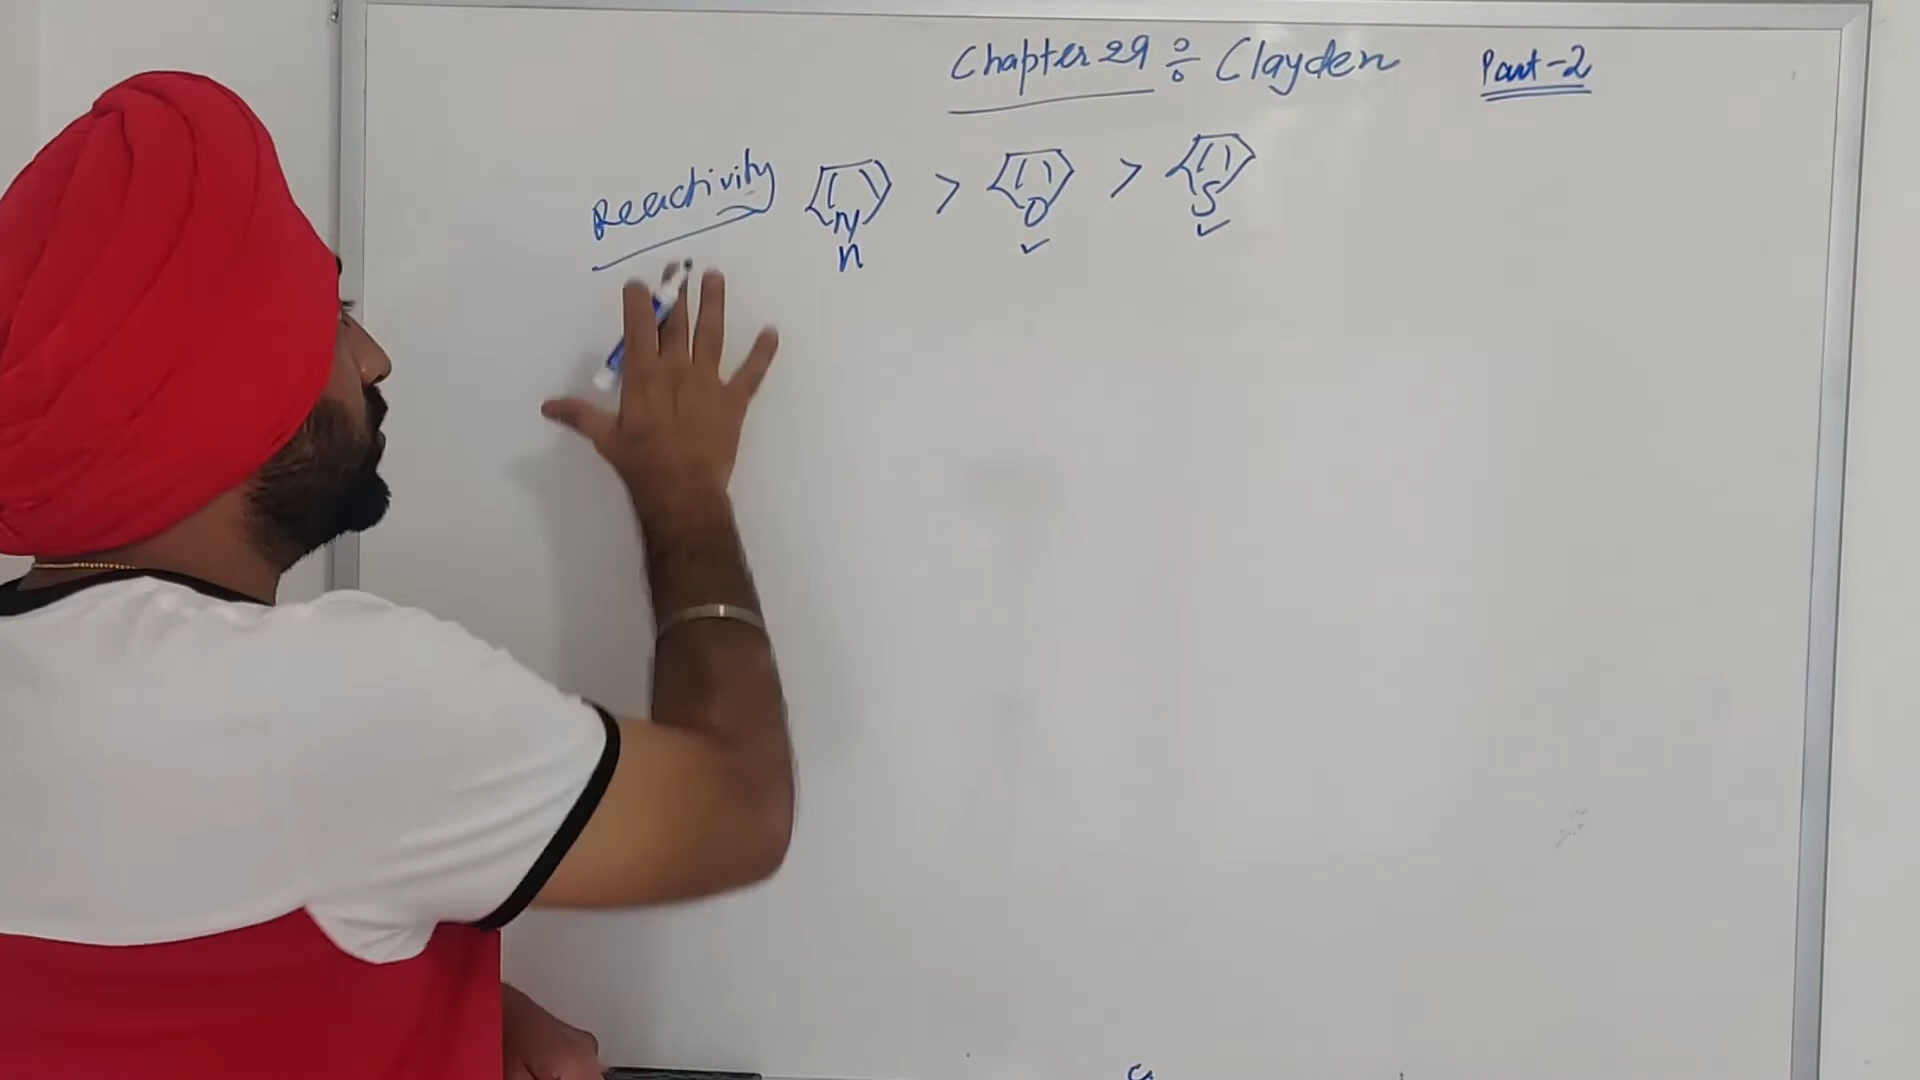 Chapter 29 ÷ Clayden Part-2
Reactivity N > O > S
n